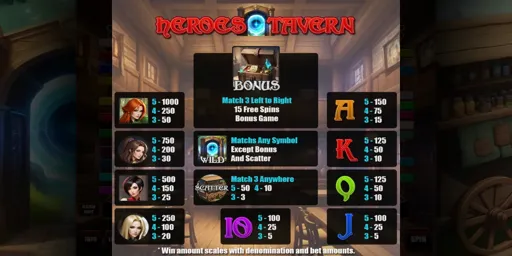 HEROES TAVERN
BONUS
Match 3 Left to Right
15 Free Spins
Bonus Game
5 - 1000
4 - 250
3 - 50
5 - 750
4 - 200
3 - 30
5 - 500
4 - 150
3 - 25
5 - 250
4 - 100
3 - 20
WILD
Matchs Any Symbol
Except Bonus
And Scatter
SCATTER
Match 3 Anywhere
5 - 50 4 - 10
3 - 3
10
5 - 100
4 - 25
3 - 5
A
5 - 150
4 - 75
3 - 15
K
5 - 125
4 - 50
3 - 10
Q
5 - 125
4 - 50
3 - 10
J
5 - 100
4 - 25
3 - 5
* Win amount scales with denomination and bet amounts.